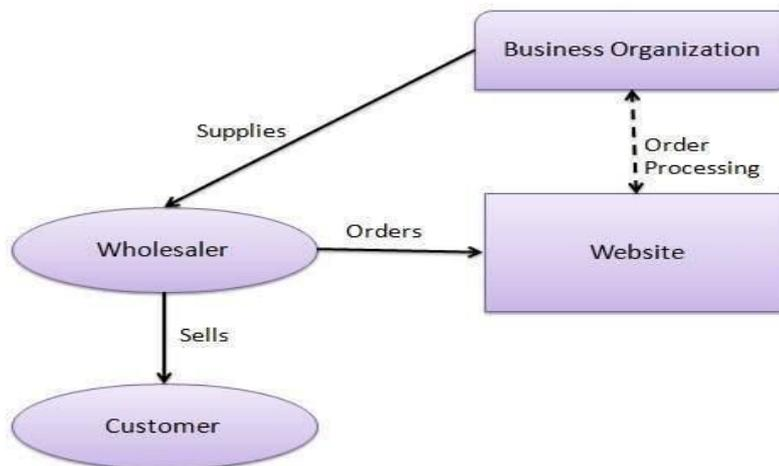 Business Organization
Supplies
Order
Processing
Wholesaler
Orders
Website
Sells
Customer